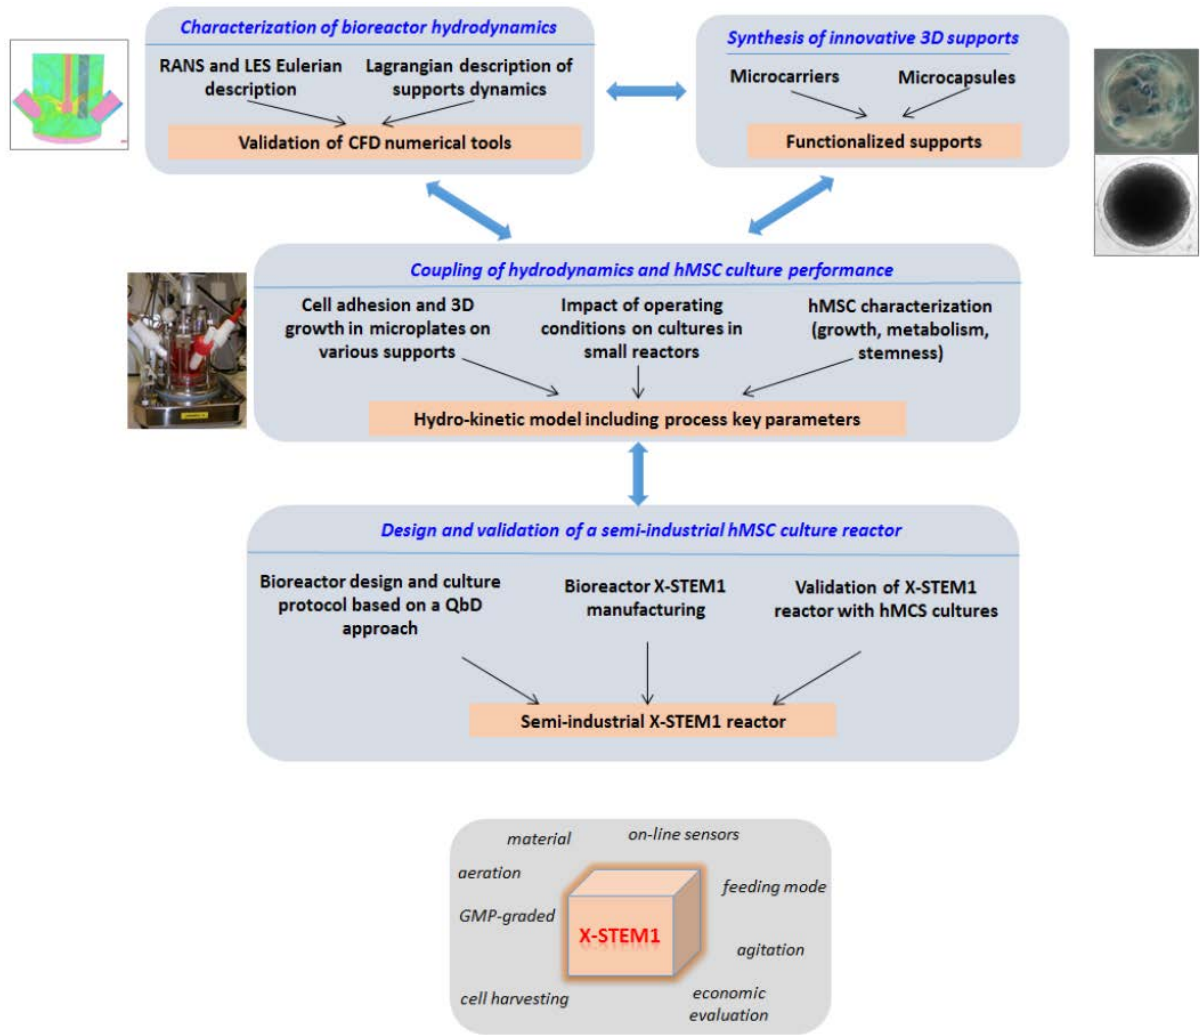 Characterization of bioreactor hydrodynamics
RANS and LES Eulerian
description
Lagrangian description of
supports dynamics
Validation of CFD numerical tools
Synthesis of innovative 3D supports
Microcarriers
Microcapsules
Functionalized supports
Coupling of hydrodynamics and hMSC culture performance
Cell adhesion and 3D
growth in microplates on
various supports
Impact of operating
conditions on cultures in
small reactors
hMSC characterization
(growth, metabolism,
stemness)
Hydro-kinetic model including process key parameters
Design and validation of a semi-industrial hMSC culture reactor
Bioreactor design and culture
protocol based on a QbD
approach
Bioreactor X-STEM1
manufacturing
Validation of X-STEM1
reactor with hMCS cultures
Semi-industrial X-STEM1 reactor
material
on-line sensors
aeration
feeding mode
GMP-graded
X-STEM1
agitation
cell harvesting
economic
evaluation